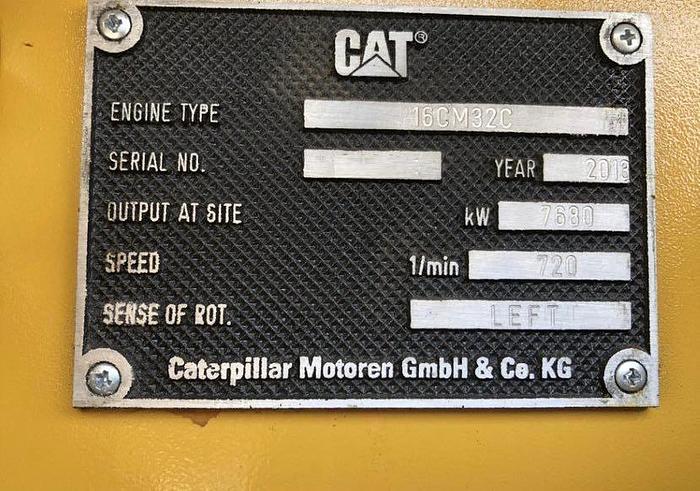 CAT®
ENGINE TYPE 16CM32C
SERIAL NO. YEAR 2013
OUTPUT AT SITE kW 7680
SPEED 1/min 720
SENSE OF ROT. LEFT
Caterpillar Motoren GmbH & Co. KG